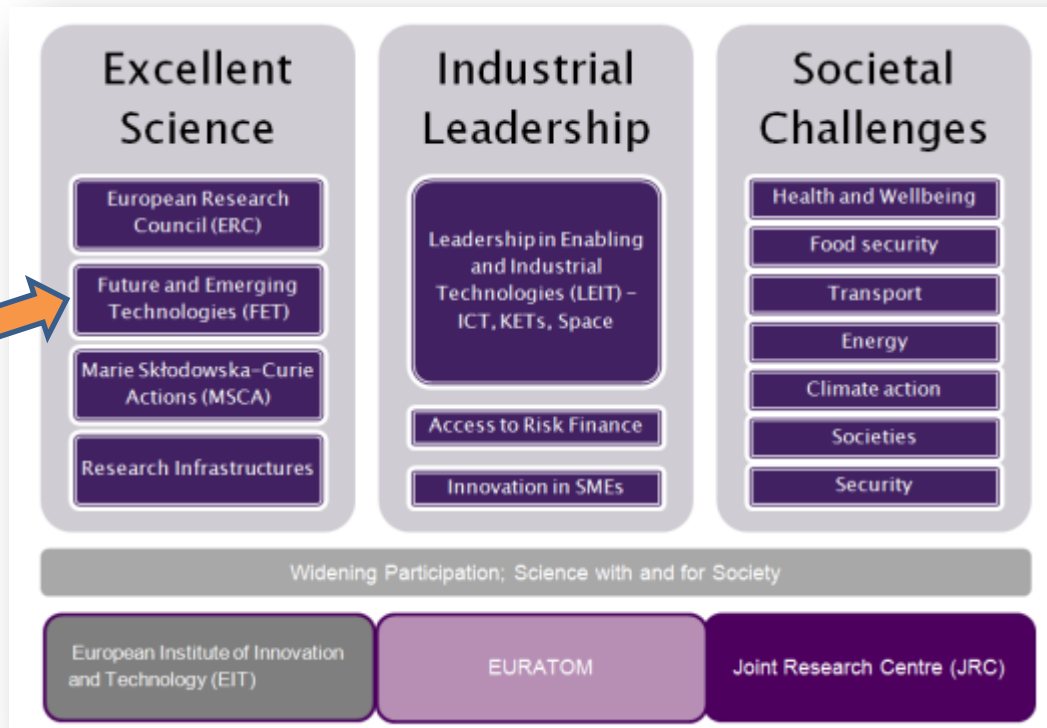 Excellent
Science
European Research
Council (ERC)
Future and Emerging
Technologies (FET)
Marie Skłodowska-Curie
Actions (MSCA)
Research Infrastructures
Industrial
Leadership
Leadership in Enabling
and Industrial
Technologies (LEIT) –
ICT, KETs, Space
Access to Risk Finance
Innovation in SMEs
Societal
Challenges
Health and Wellbeing
Food security
Transport
Energy
Climate action
Societies
Security
Widening Participation; Science with and for Society
European Institute of Innovation
and Technology (EIT)
EURATOM
Joint Research Centre (JRC)